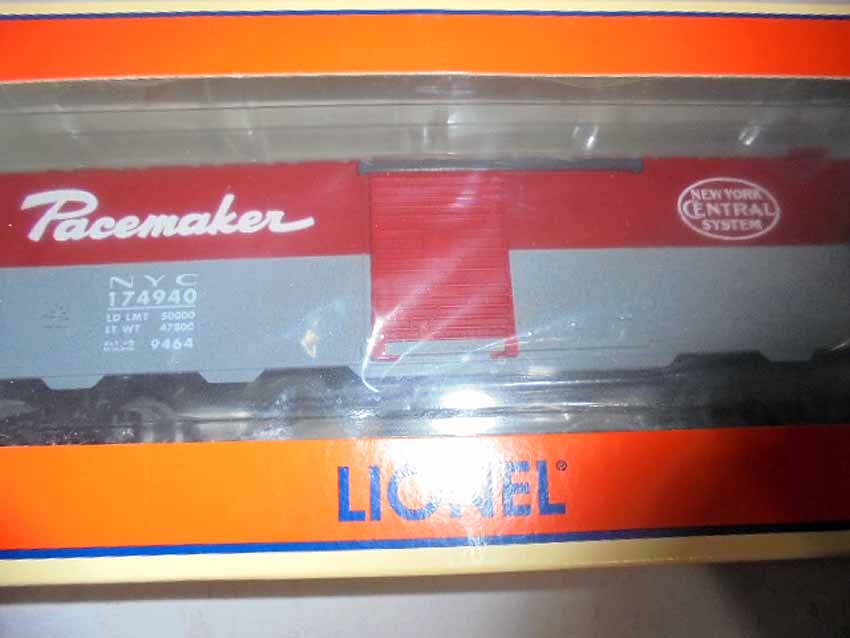 Pacemaker
NEW YORK
CENTRAL
SYSTEM
NYC
174940
LD LMT 50000
LT WT 47800
9464
LIONEL®